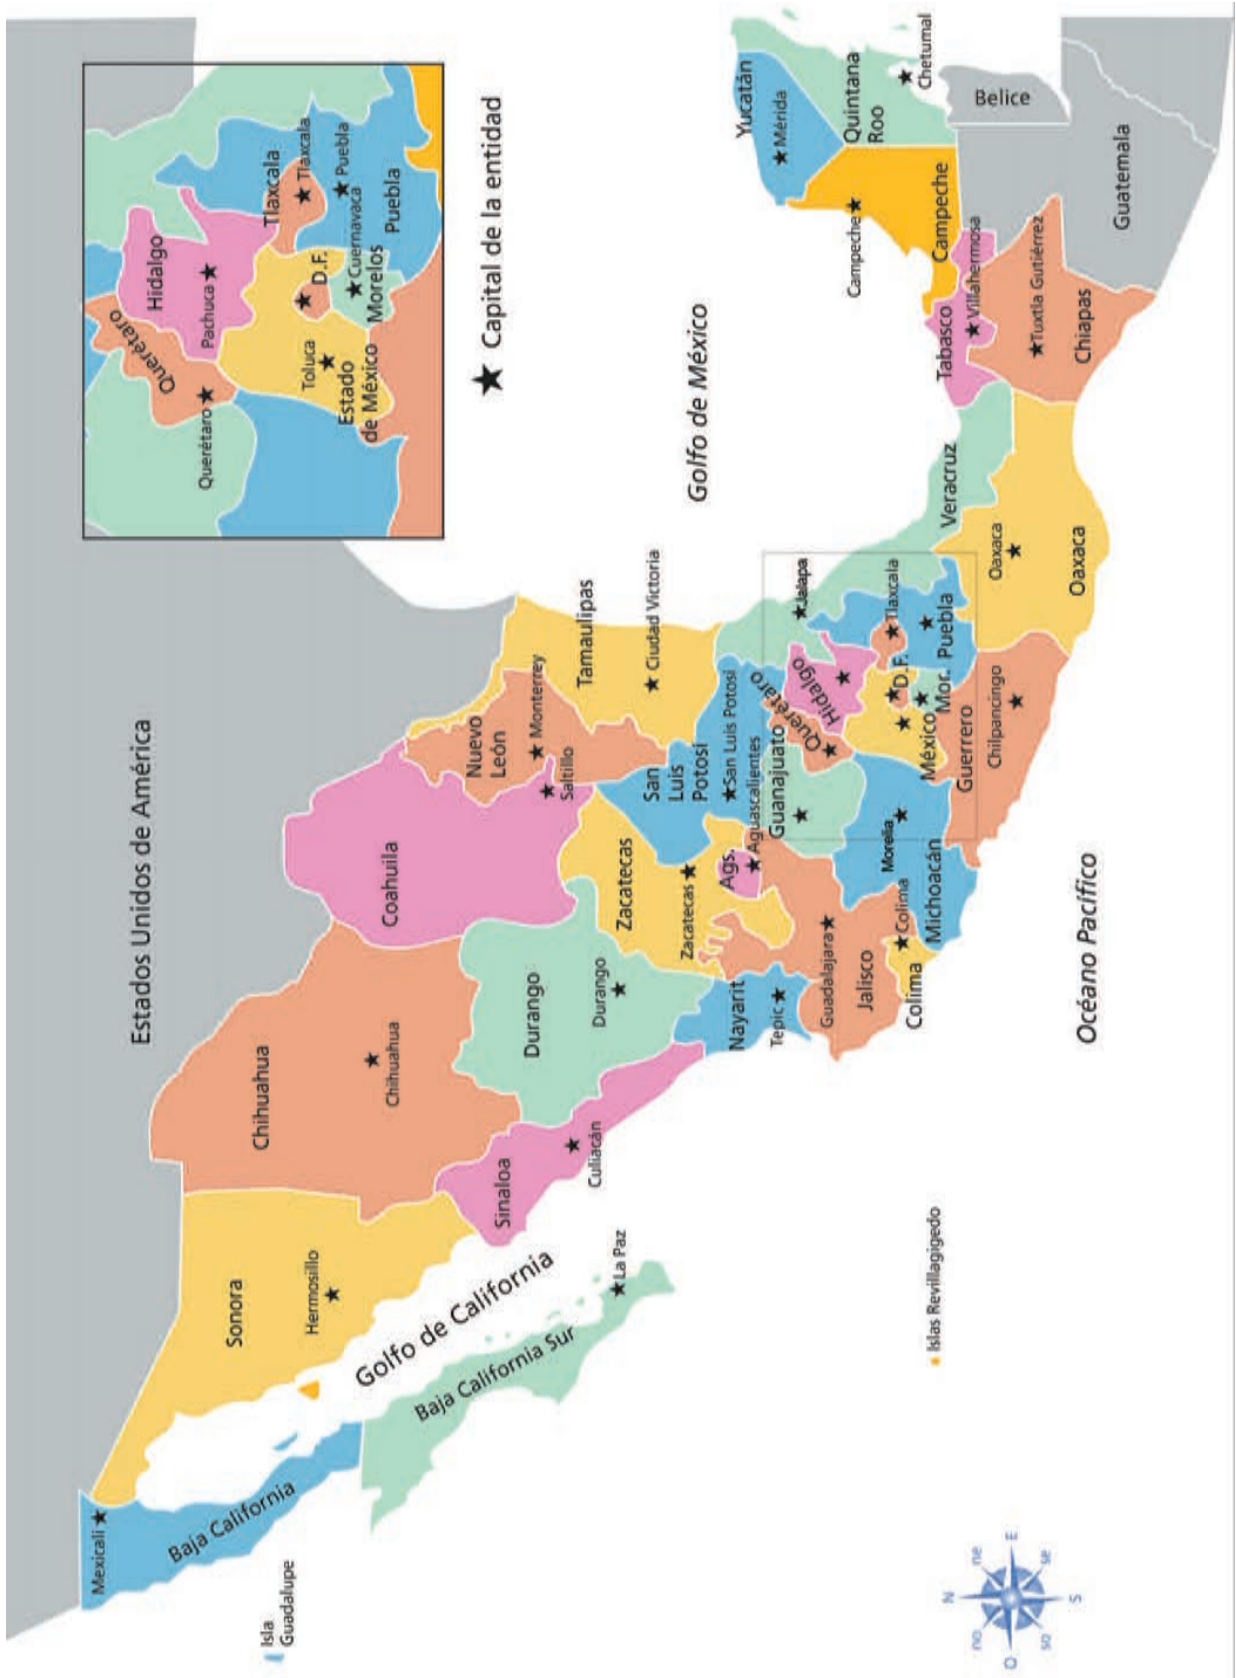 Estados Unidos de América
Mexicali
Baja California
Isla
Guadalupe
Sonora
Hermosillo
Golfo de California
Baja California Sur
La Paz
Chihuahua
Chihuahua
Sinaloa
Culiacán
Durango
Durango
Coahuila
Saltillo
Nuevo
León
Monterrey
Tamaulipas
Ciudad Victoria
Zacatecas
Zacatecas
San
Luis
Potosí
San Luis Potosí
Ags.
Aguascalientes
Nayarit
Tepic
Guadalajara
Jalisco
Colima
Colima
Guanajuato
Querétaro
Hidalgo
Jalapa
Morelia
Michoacán
México
D.F.
Mor.
Tlaxcala
Puebla
Guerrero
Chilpancingo
Veracruz
Oaxaca
Oaxaca
Golfo de México
Tabasco
Villahermosa
Tuxtla Gutiérrez
Chiapas
Campeche
Campeche
Yucatán
Mérida
Quintana
Roo
Chetumal
Belice
Guatemala
Océano Pacífico
Islas Revillagigedo
Capital de la entidad
Querétaro
Querétaro
Hidalgo
Pachuca
Toluca
Estado
de México
D.F.
Cuernavaca
Morelos
Tlaxcala
Tlaxcala
Puebla
Puebla
N
no
ne
O
E
so
se
S